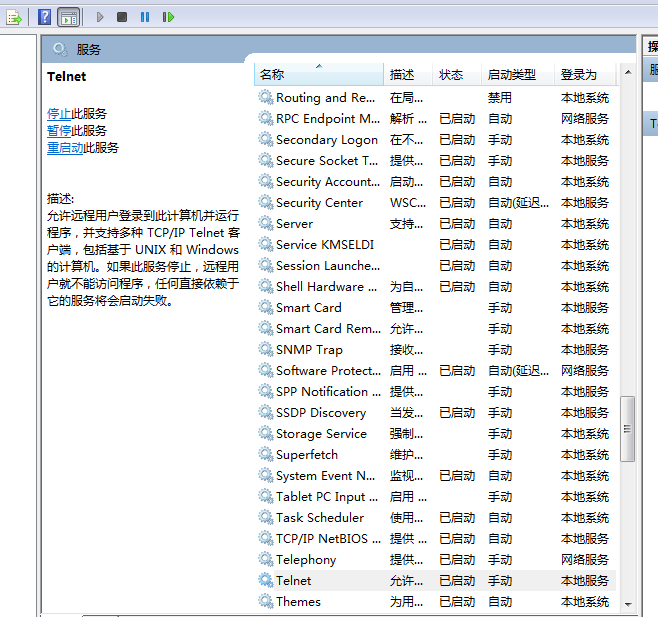 服务
操
服
Te
Telnet
停止此服务
暂停此服务
重启动此服务
描述:
允许远程用户登录到此计算机并运行
程序，并支持多种 TCP/IP Telnet 客
户端，包括基于 UNIX 和 Windows
的计算机。如果此服务停止，远程用
户就不能访问程序，任何直接依赖于
它的服务将会启动失败。
名称 描述 状态 启动类型 登录为
Routing and Re... 在局... 禁用 本地系统
RPC Endpoint M... 解析 ... 已启动 自动 网络服务
Secondary Logon 在不... 已启动 手动 本地系统
Secure Socket T... 提供... 已启动 手动 本地服务
Security Account... 启动... 已启动 自动 本地系统
Security Center WSC... 已启动 自动(延迟... 本地服务
Server 支持... 已启动 自动 本地系统
Service KMSELDI 已启动 自动 本地系统
Session Launche... 已启动 自动 本地系统
Shell Hardware ... 为自... 已启动 自动 本地系统
Smart Card 管理... 手动 本地服务
Smart Card Rem... 允许... 手动 本地系统
SNMP Trap 接收... 手动 本地服务
Software Protect... 启用 ... 已启动 自动(延迟... 网络服务
SPP Notification ... 提供... 手动 本地服务
SSDP Discovery 当发... 已启动 手动 本地服务
Storage Service 强制... 手动 本地系统
Superfetch 维护... 手动 本地系统
System Event N... 监视... 已启动 自动 本地系统
Tablet PC Input ... 启用 ... 手动 本地系统
Task Scheduler 使用... 已启动 自动 本地系统
TCP/IP NetBIOS ... 提供 ... 已启动 自动 本地服务
Telephony 提供... 已启动 手动 网络服务
Telnet 允许... 已启动 手动 本地服务
Themes 为用... 已启动 自动 本地系统